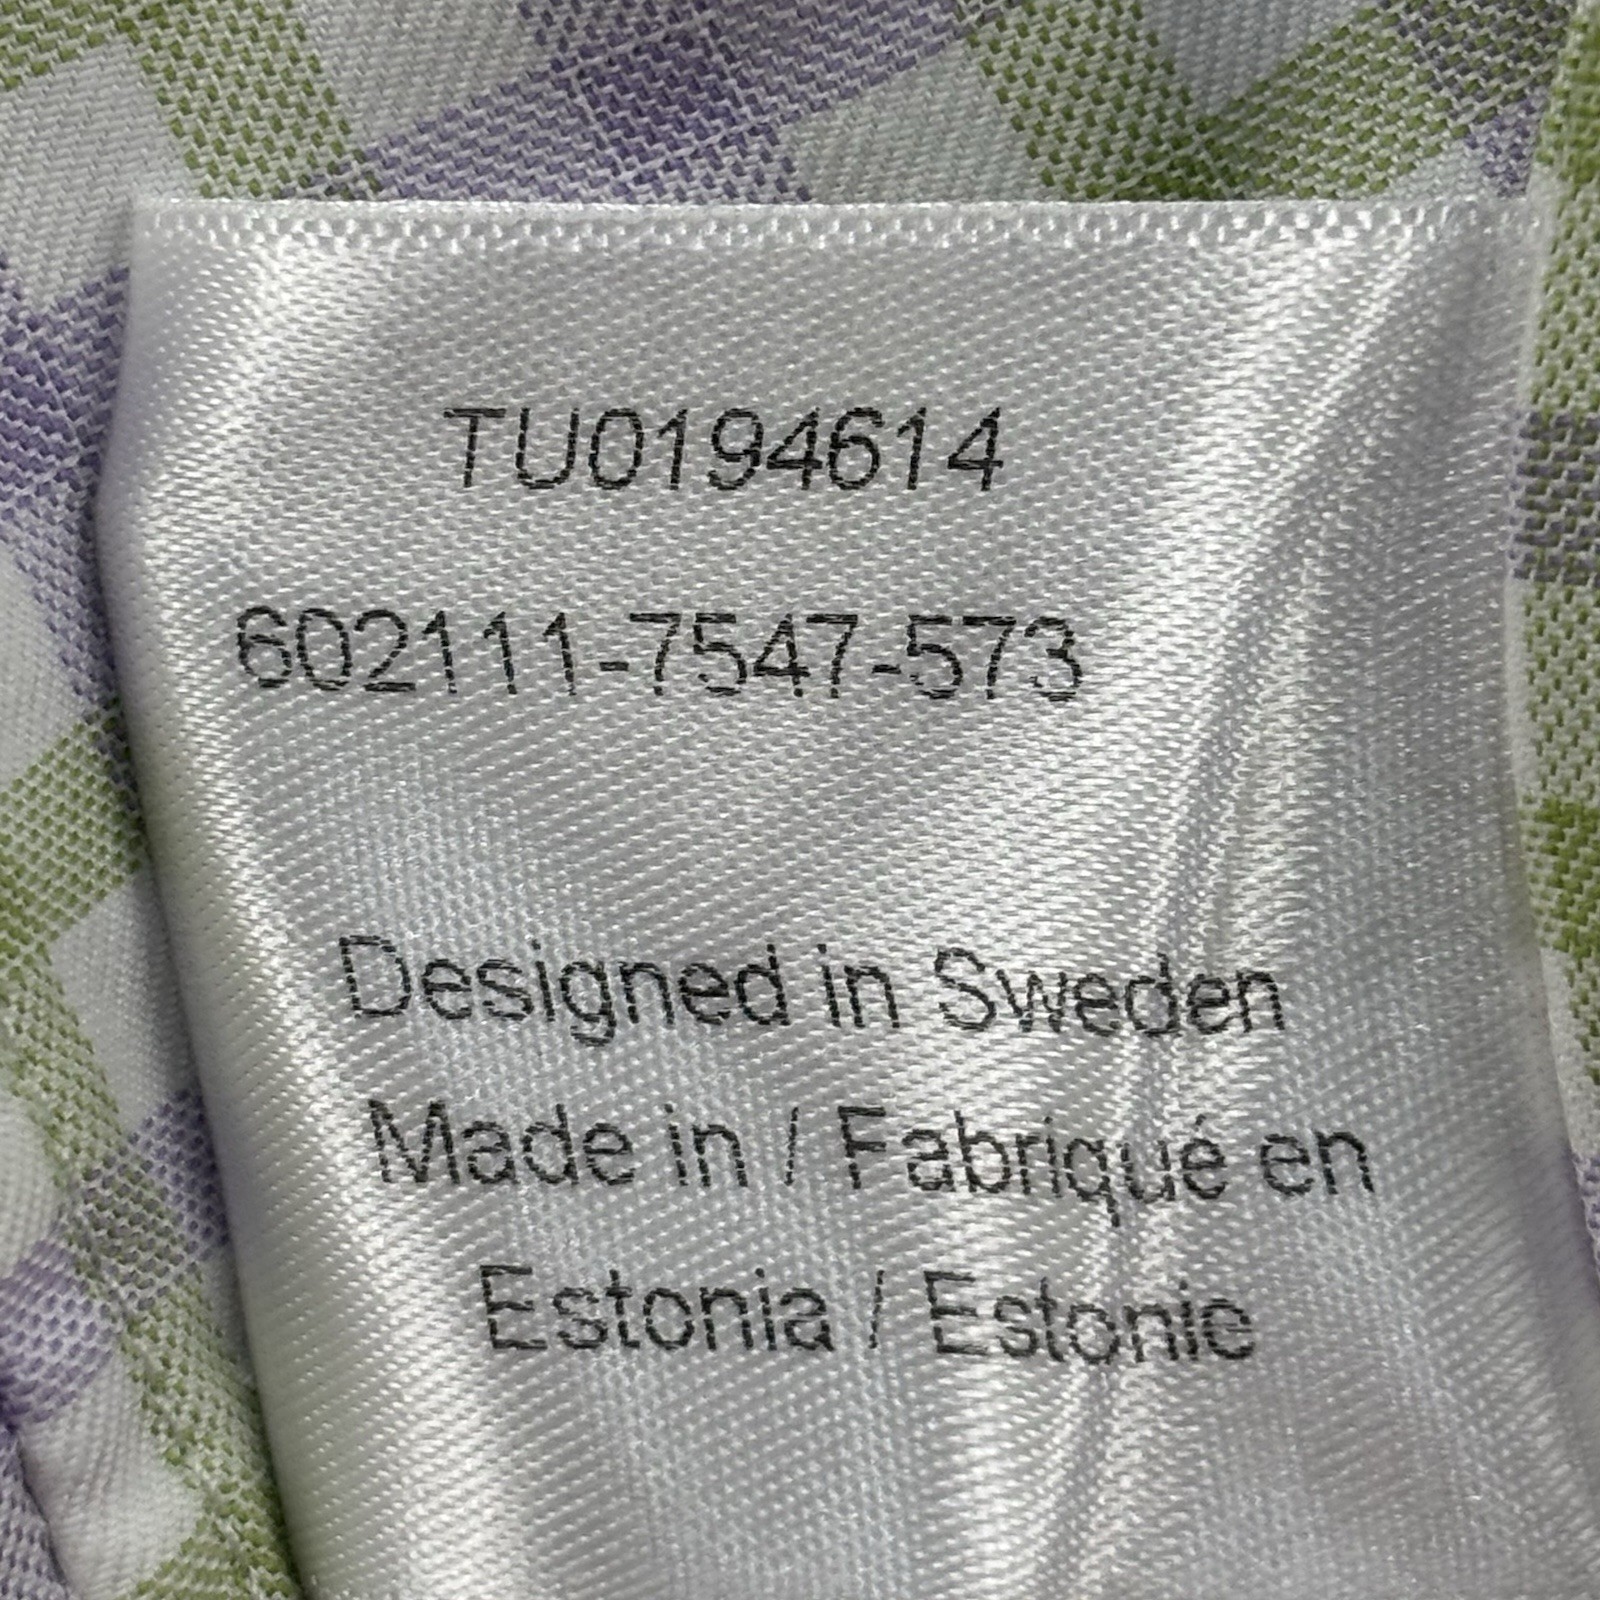 TU0194614
602111-7547-573
Designed in Sweden
Made in / Fabriqué en
Estonia / Estonie